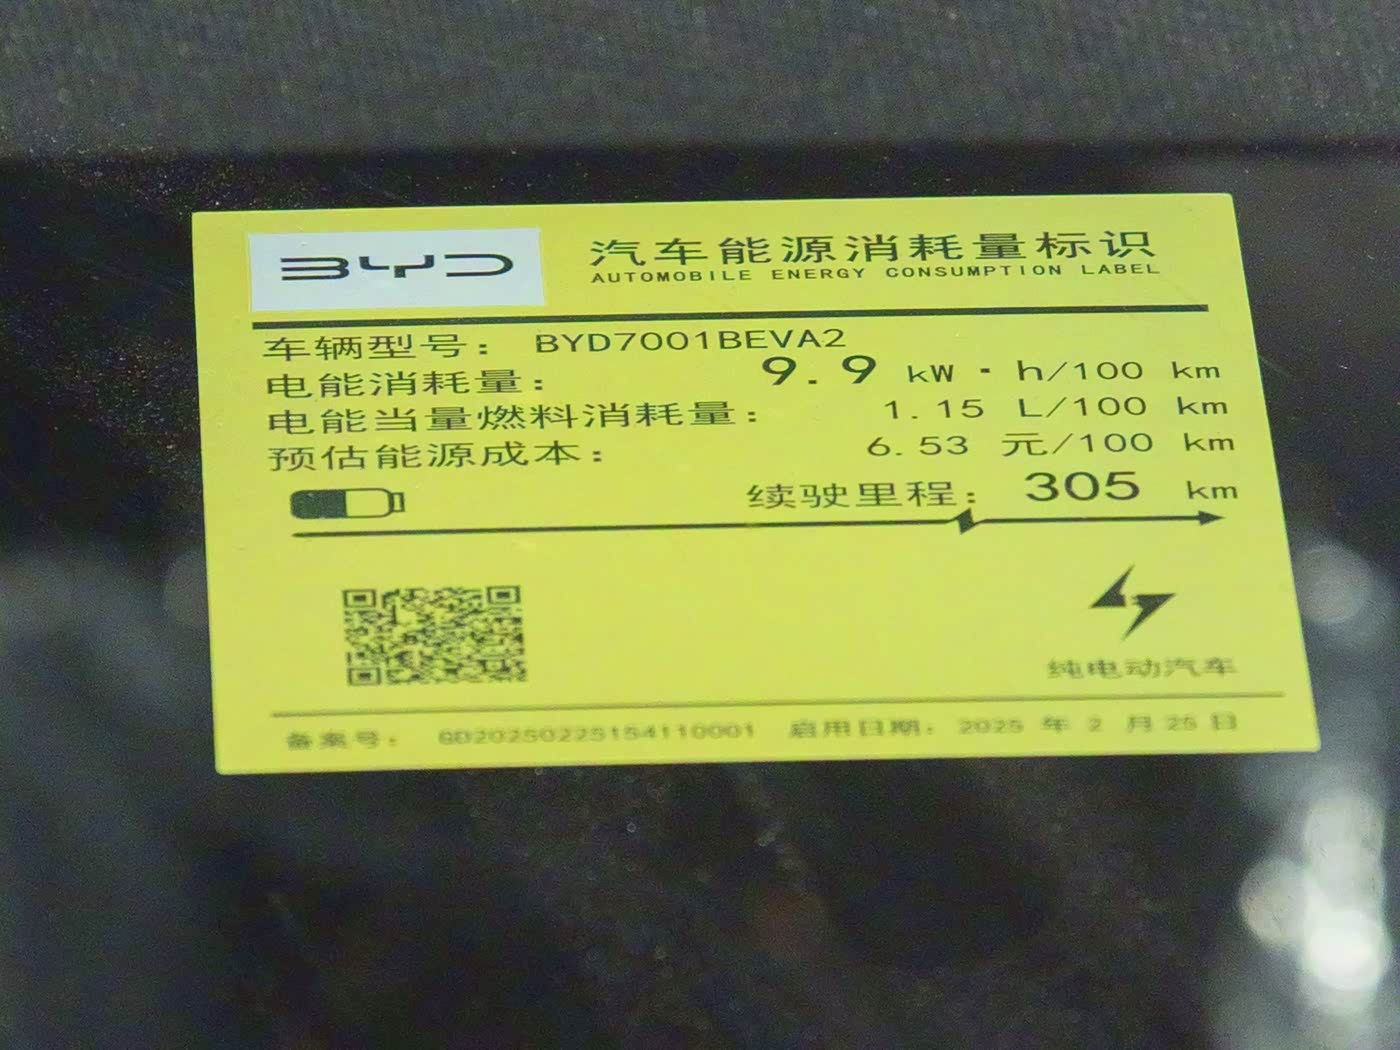 BYD
汽车能源消耗量标识
AUTOMOBILE ENERGY CONSUMPTION LABEL
车辆型号： BYD7001BEVA2
电能消耗量： 9.9 kW·h/100 km
电能当量燃料消耗量： 1.15 L/100 km
预估能源成本： 6.53 元/100 km
续驶里程： 305 km
纯电动汽车
备案号： GD20250225154110001 启用日期： 2025 年 2 月 25 日